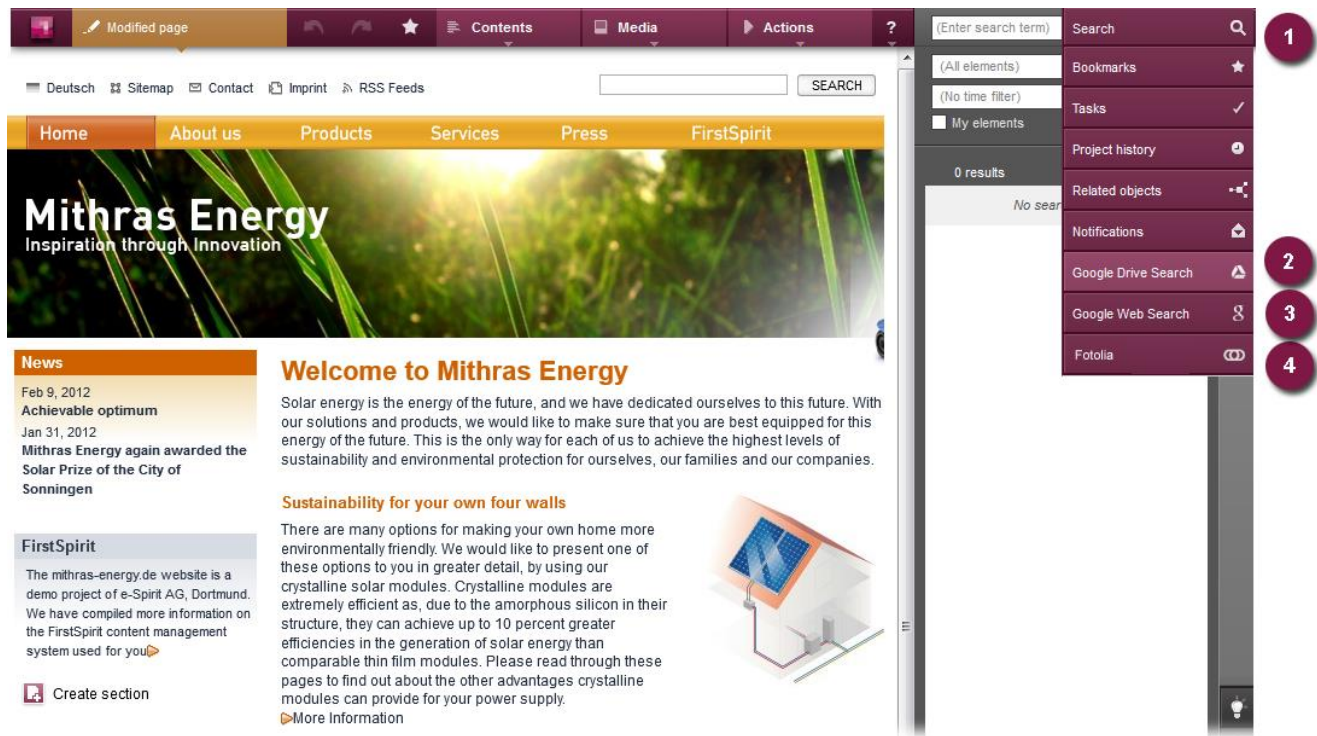 Modified page
Contents
Media
Actions
?
(Enter search term)
Search
1
(All elements)
Bookmarks
Deutsch Sitemap Contact Imprint RSS Feeds
SEARCH
(No time filter)
Tasks
My elements
Home About us Products Services Press FirstSpirit
Project history
0 results
Related objects
No sear
Notifications
Google Drive Search
2
Google Web Search
3
Fotolia
4
Mithras Energy
Inspiration through Innovation
News
Feb 9, 2012
Achievable optimum
Jan 31, 2012
Mithras Energy again awarded the
Solar Prize of the City of
Sonningen
FirstSpirit
The mithras-energy.de website is a
demo project of e-Spirit AG, Dortmund.
We have compiled more information on
the FirstSpirit content management
system used for you
Create section
Welcome to Mithras Energy
Solar energy is the energy of the future, and we have dedicated ourselves to this future. With
our solutions and products, we would like to make sure that you are best equipped for this
energy of the future. This is the only way for each of us to achieve the highest levels of
sustainability and environmental protection for ourselves, our families and our companies.
Sustainability for your own four walls
There are many options for making your own home more
environmentally friendly. We would like to present one of
these options to you in greater detail, by using our
crystalline solar modules. Crystalline modules are
extremely efficient as, due to the amorphous silicon in their
structure, they can achieve up to 10 percent greater
efficiencies in the generation of solar energy than
comparable thin film modules. Please read through these
pages to find out about the other advantages crystalline
modules can provide for your power supply.
More Information